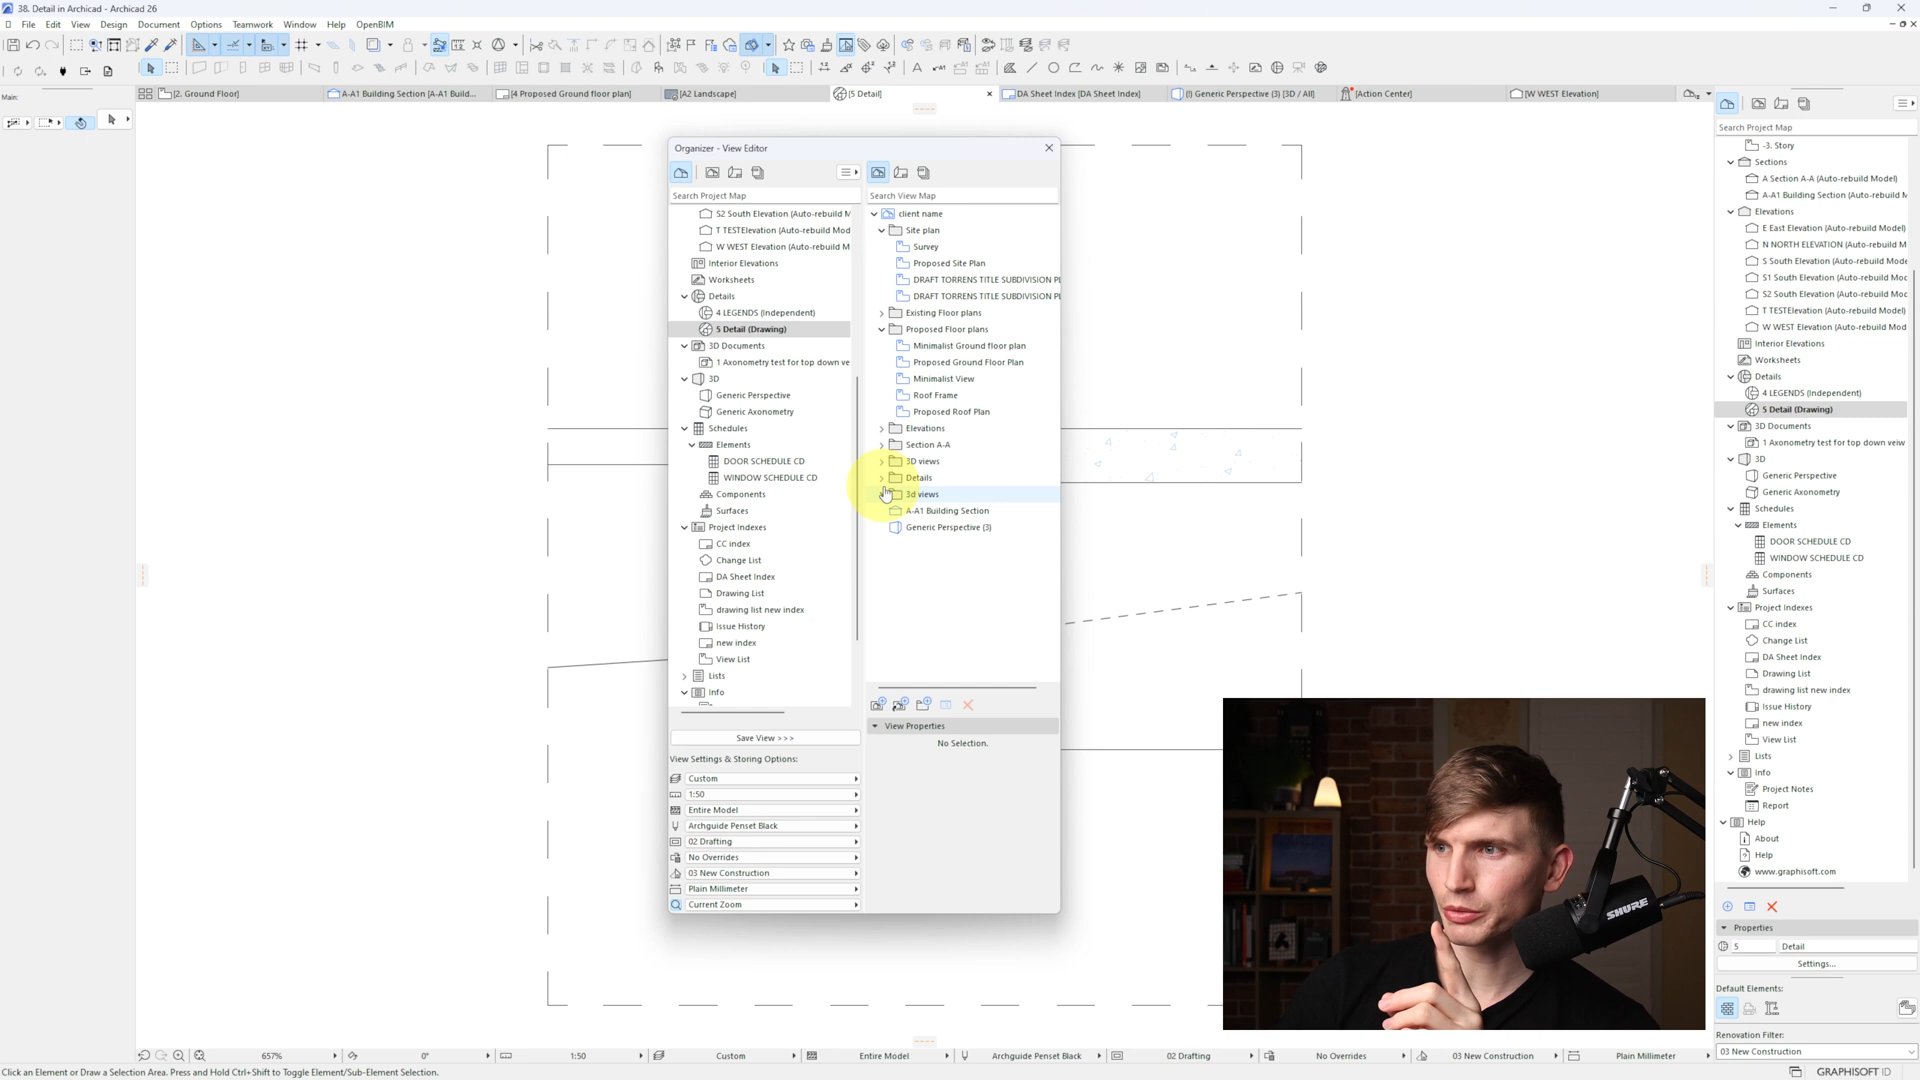 38. Detail in Archicad - Archicad 26
File Edit View Design Document Options Teamwork Window Help OpenBIM
Main:
[2. Ground Floor]
A-A1 Building Section [A-A1 Build...
[4 Proposed Ground floor plan]
[A2 Landscape]
[5 Detail]
DA Sheet Index [DA Sheet Index]
(!) Generic Perspective (3) [3D / All]
[Action Center]
[W WEST Elevation]
Organizer - View Editor
Search Project Map
S2 South Elevation (Auto-rebuild M
T TESTElevation (Auto-rebuild Mod
W WEST Elevation (Auto-rebuild M
Interior Elevations
Worksheets
Details
4 LEGENDS (Independent)
5 Detail (Drawing)
3D Documents
1 Axonometry test for top down ve
3D
Generic Perspective
Generic Axonometry
Schedules
Elements
DOOR SCHEDULE CD
WINDOW SCHEDULE CD
Components
Surfaces
Project Indexes
CC index
Change List
DA Sheet Index
Drawing List
drawing list new index
Issue History
new index
View List
Lists
Info
Save View >>>
View Settings & Storing Options:
Custom
1:50
Entire Model
Archguide Penset Black
02 Drafting
No Overrides
03 New Construction
Plain Millimeter
Current Zoom
Search View Map
client name
Site plan
Survey
Proposed Site Plan
DRAFT TORRENS TITLE SUBDIVISION PL
DRAFT TORRENS TITLE SUBDIVISION PL
Existing Floor plans
Proposed Floor plans
Minimalist Ground floor plan
Proposed Ground Floor Plan
Minimalist View
Roof Frame
Proposed Roof Plan
Elevations
Section A-A
3D views
Details
3d views
A-A1 Building Section
Generic Perspective (3)
View Properties
No Selection.
Search Project Map
-3. Story
Sections
A Section A-A (Auto-rebuild Model)
A-A1 Building Section (Auto-rebuild M
Elevations
E East Elevation (Auto-rebuild Model)
N NORTH ELEVATION (Auto-rebuild M
S South Elevation (Auto-rebuild Mode
S1 South Elevation (Auto-rebuild Moc
S2 South Elevation (Auto-rebuild Moc
T TESTElevation (Auto-rebuild Model)
W WEST Elevation (Auto-rebuild Mod
Interior Elevations
Worksheets
Details
4 LEGENDS (Independent)
5 Detail (Drawing)
3D Documents
1 Axonometry test for top down veiw
3D
Generic Perspective
Generic Axonometry
Schedules
Elements
DOOR SCHEDULE CD
WINDOW SCHEDULE CD
Components
Surfaces
Project Indexes
CC index
Change List
DA Sheet Index
Drawing List
drawing list new index
Issue History
new index
View List
Lists
Info
Project Notes
Report
Help
About
Help
www.graphisoft.com
Properties
5 Detail
Settings...
Default Elements:
Renovation Filter:
03 New Construction
SHURE
657% 0° 1:50 Custom Entire Model Archguide Penset Black 02 Drafting No Overrides 03 New Construction Plain Millimeter
Click an Element or Draw a Selection Area. Press and Hold Ctrl+Shift to Toggle Element/Sub-Element Selection.
GRAPHISOFT ID